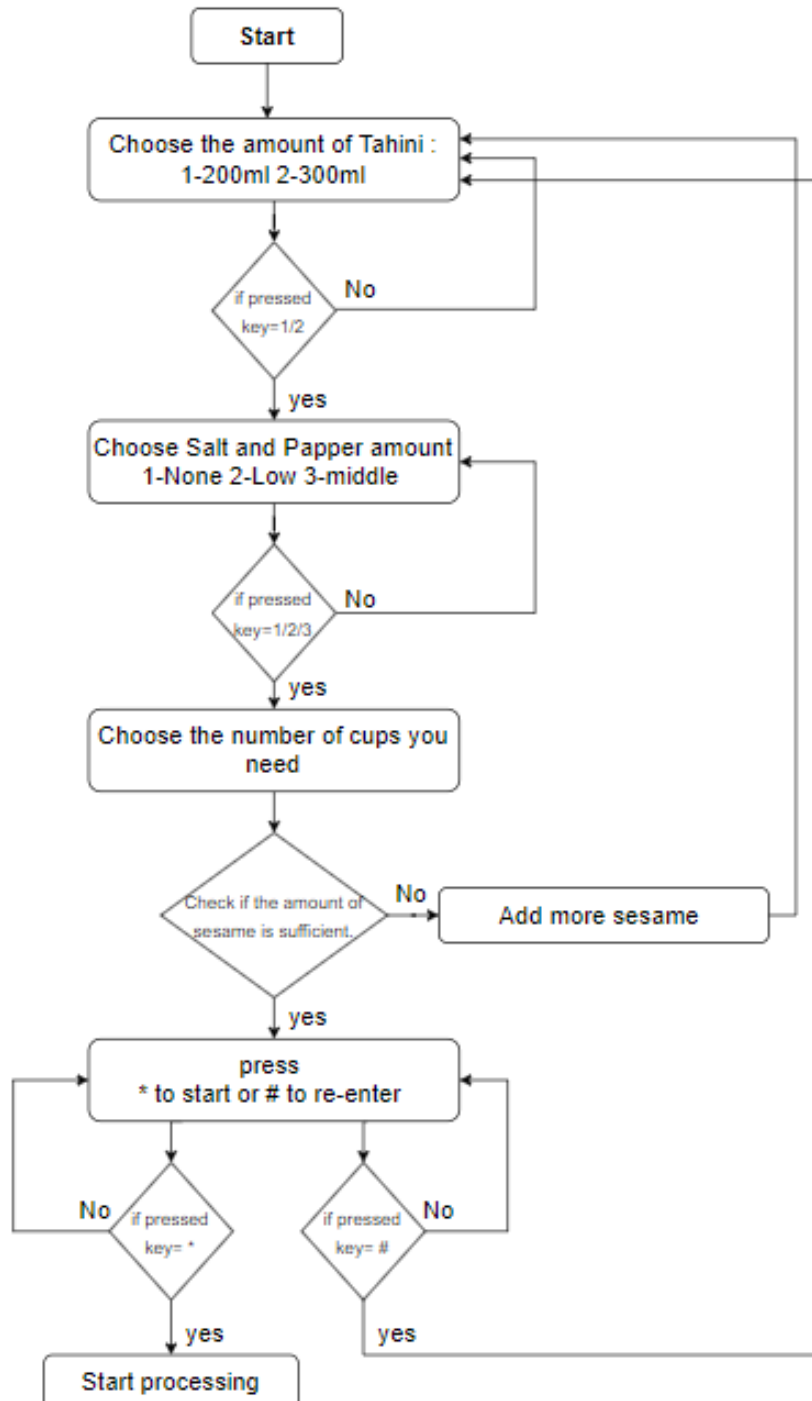 Start
Choose the amount of Tahini :
1-200ml 2-300ml
if pressed
key=1/2
No
yes
Choose Salt and Papper amount
1-None 2-Low 3-middle
if pressed
key=1/2/3
No
yes
Choose the number of cups you
need
Check if the amount of
sesame is sufficient.
No
Add more sesame
yes
press
* to start or # to re-enter
No
if pressed
key= *
if pressed
key= #
No
yes
yes
Start processing